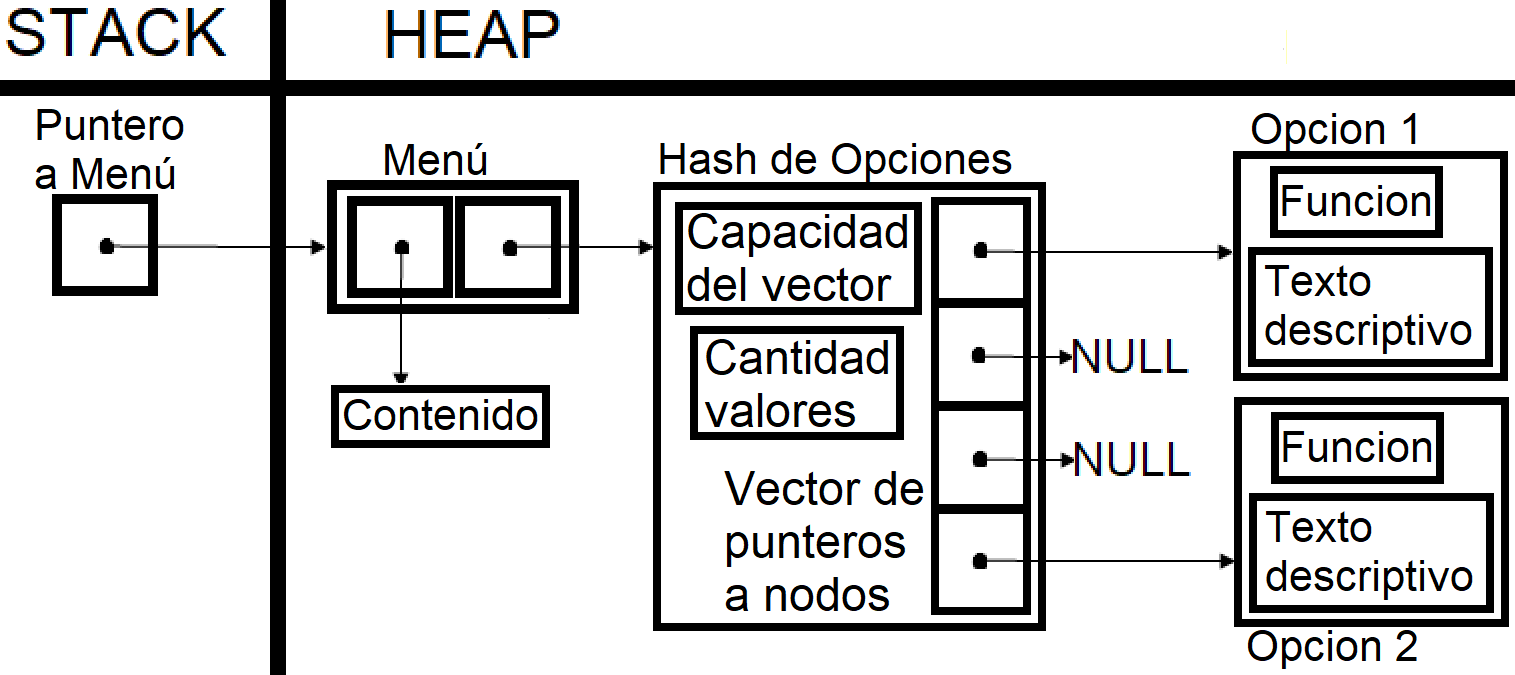 STACK
HEAP
Puntero
a Menú
Menú
Contenido
Hash de Opciones
Capacidad
del vector
Cantidad
valores
Vector de
punteros
a nodos
NULL
NULL
Opcion 1
Funcion
Texto
descriptivo
Funcion
Texto
descriptivo
Opcion 2